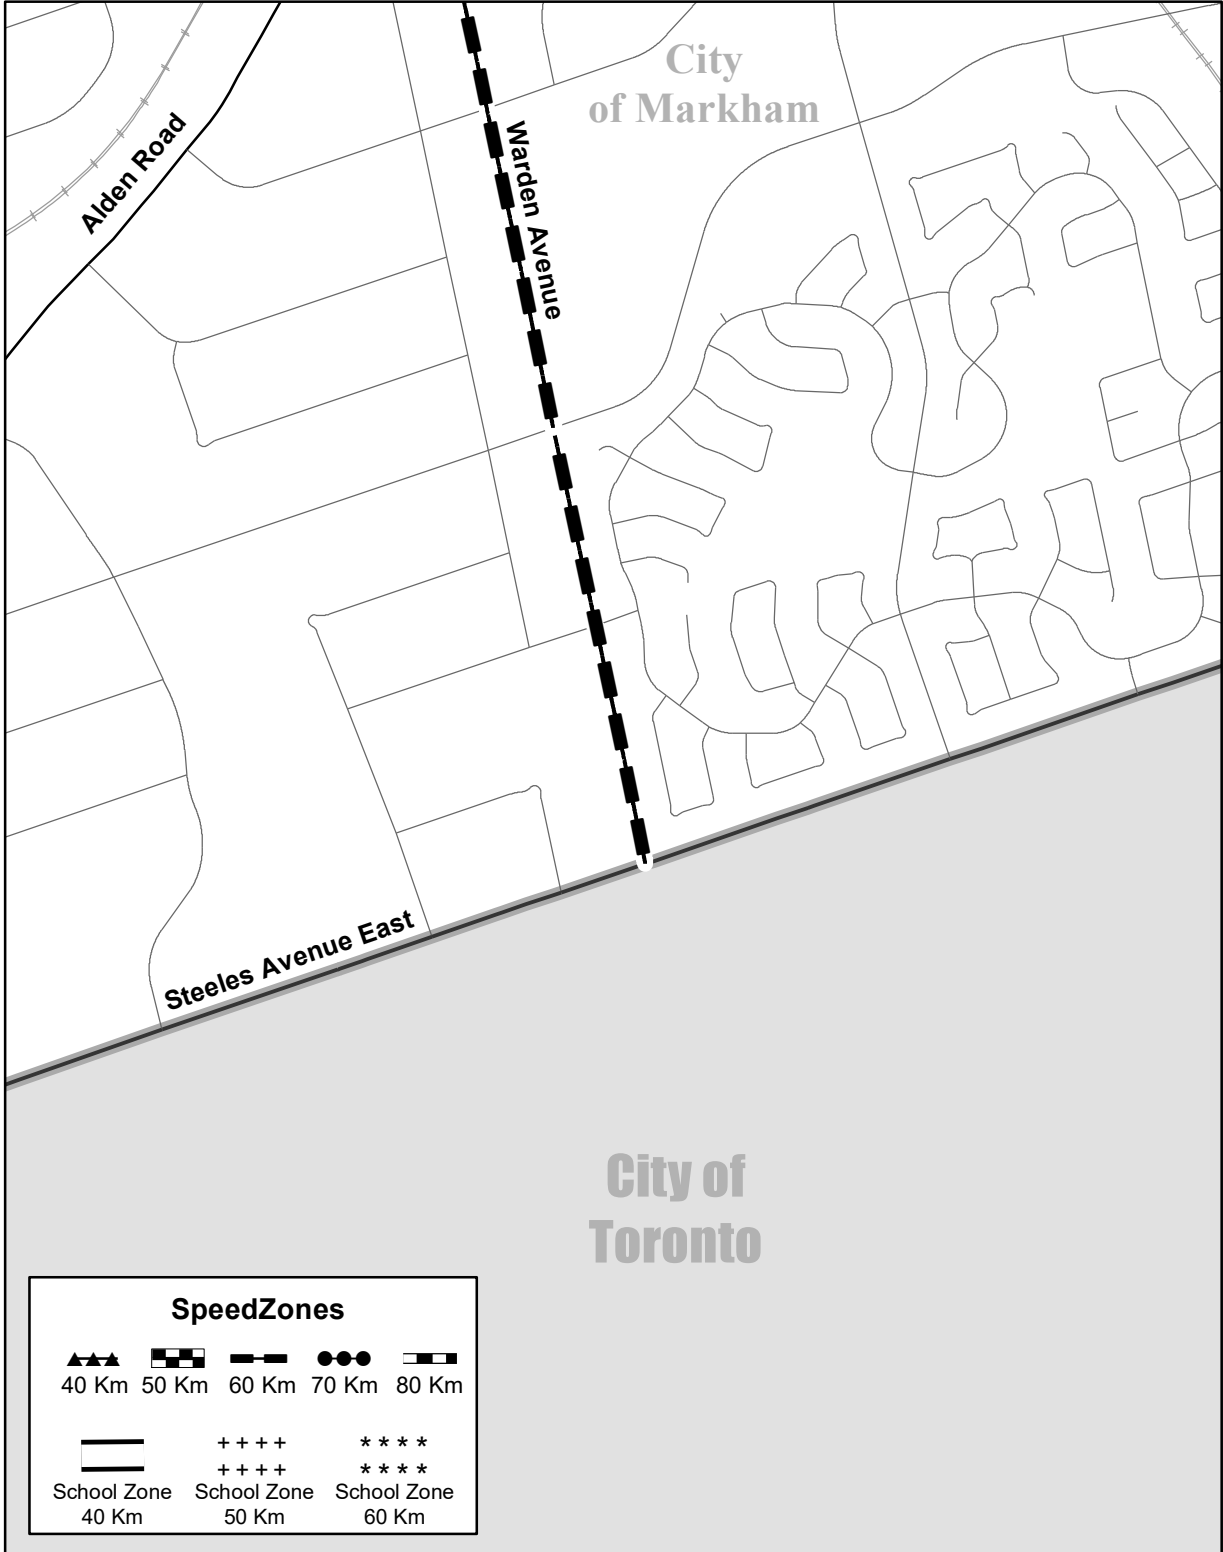 City
of Markham
Alden Road
Warden Avenue
Steeles Avenue East
City of
Toronto
SpeedZones
40 Km 50 Km 60 Km 70 Km 80 Km
++++ ****
++++ ****
School Zone School Zone School Zone
40 Km 50 Km 60 Km